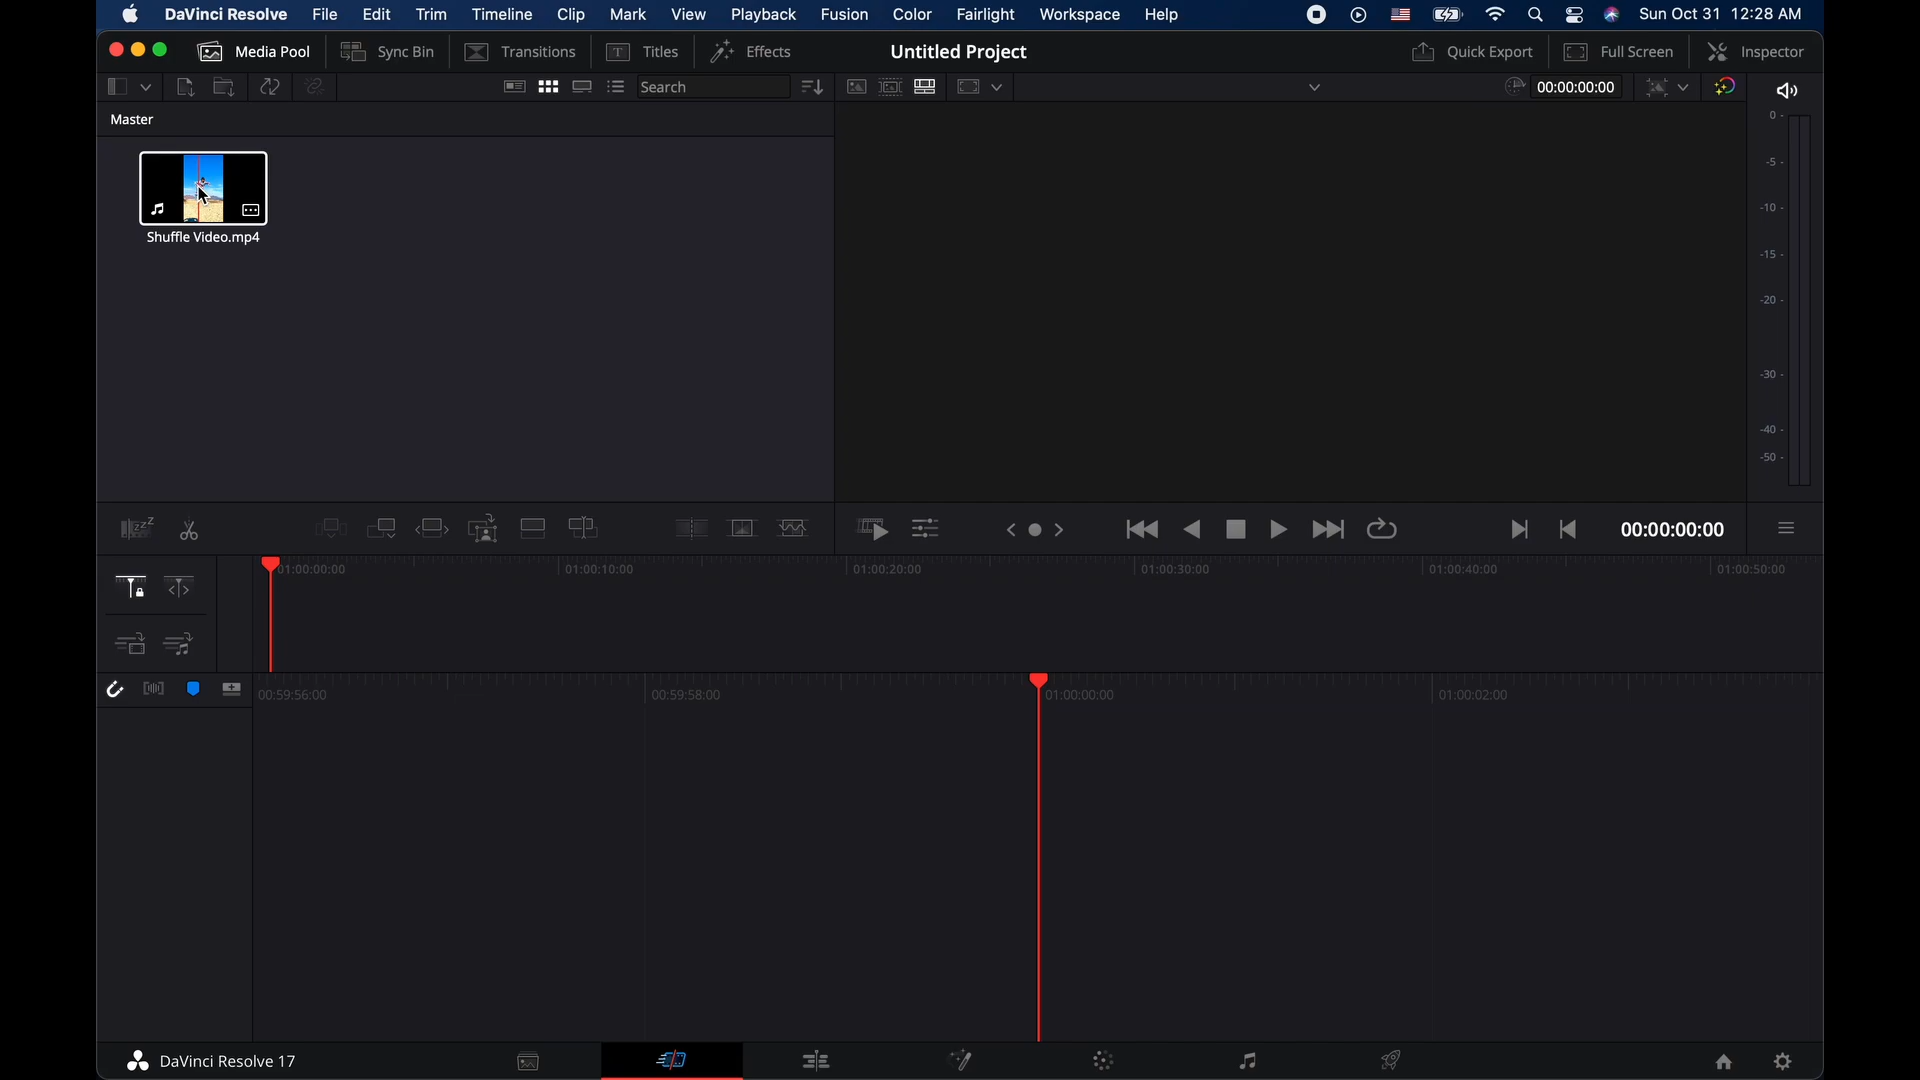 DaVinci Resolve File Edit Trim Timeline Clip Mark View Playback Fusion Color Fairlight Workspace Help Sun Oct 31 12:28 AM
Media Pool Sync Bin Transitions Titles Effects Untitled Project Quick Export Full Screen Inspector
Search 00:00:00:00
Master
Shuffle Video.mp4
0
-5
-10
-15
-20
-30
-40
-50
00:00:00:00
01:00:00:00 01:00:10:00 01:00:20:00 01:00:30:00 01:00:40:00 01:00:50:00
00:59:56:00 00:59:58:00 01:00:00:00 01:00:02:00
DaVinci Resolve 17